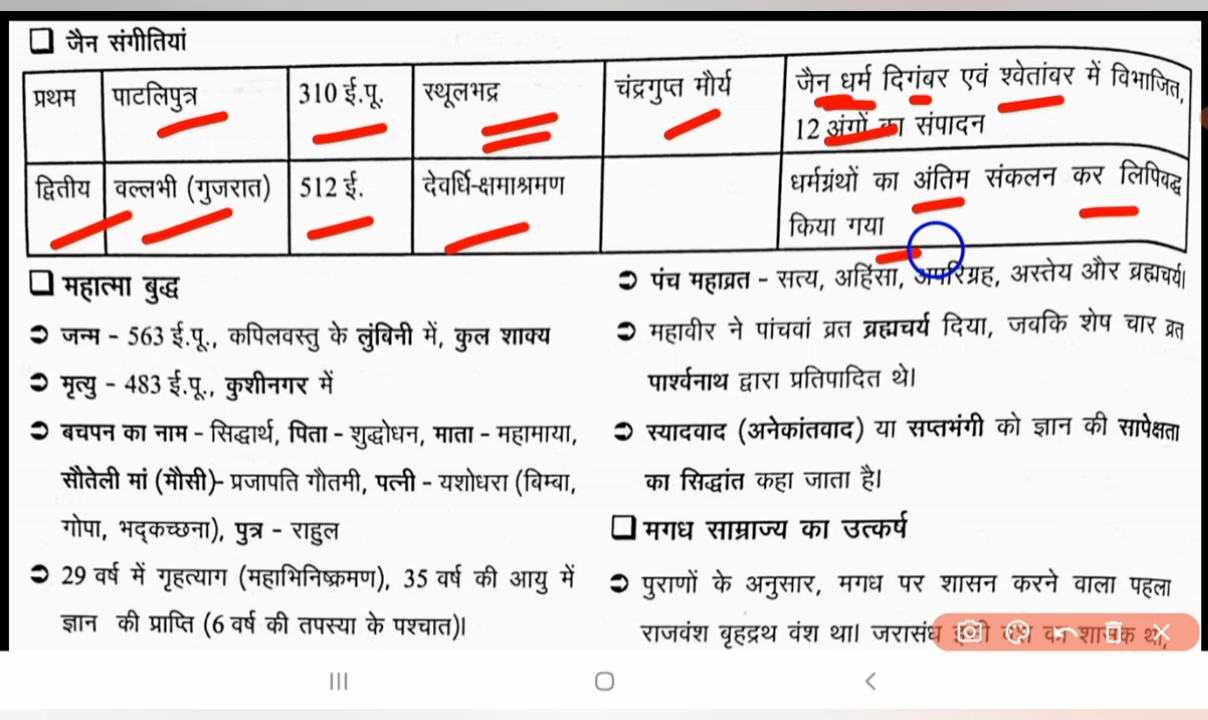 जैन संगीतियां
प्रथम पाटलिपुत्र 310 ई.पू. स्थूलभद्र चंद्रगुप्त मौर्य जैन धर्म दिगंबर एवं श्वेतांवर में विभाजित,
12 अंगों का संपादन
द्वितीय वल्लभी (गुजरात) 512 ई. देवर्धि-क्षमाश्रमण धर्मग्रंथों का अंतिम संकलन कर लिपिवद्ध
किया गया
महात्मा बुद्ध
जन्म - 563 ई.पू., कपिलवस्तु के लुंबिनी में, कुल शाक्य
मृत्यु - 483 ई.पू., कुशीनगर में
बचपन का नाम - सिद्धार्थ, पिता - शुद्धोधन, माता - महामाया,
सौतेली मां (मौसी)- प्रजापति गौतमी, पत्नी - यशोधरा (बिम्बा,
गोपा, भद्कच्छना), पुत्र - राहुल
29 वर्ष में गृहत्याग (महाभिनिष्क्रमण), 35 वर्ष की आयु में
ज्ञान की प्राप्ति (6 वर्ष की तपस्या के पश्चात)।
पंच महाव्रत - सत्य, अहिंसा, अपरिग्रह, अस्तेय और ब्रह्मचर्य।
महावीर ने पांचवां व्रत ब्रह्मचर्य दिया, जवकि शेप चार व्रत
पार्श्वनाथ द्वारा प्रतिपादित थे।
स्यादवाद (अनेकांतवाद) या सप्तभंगी को ज्ञान की सापेक्षता
का सिद्धांत कहा जाता है।
मगध साम्राज्य का उत्कर्ष
पुराणों के अनुसार, मगध पर शासन करने वाला पहला
राजवंश बृहद्रथ वंश था। जरासंध का शासक था,